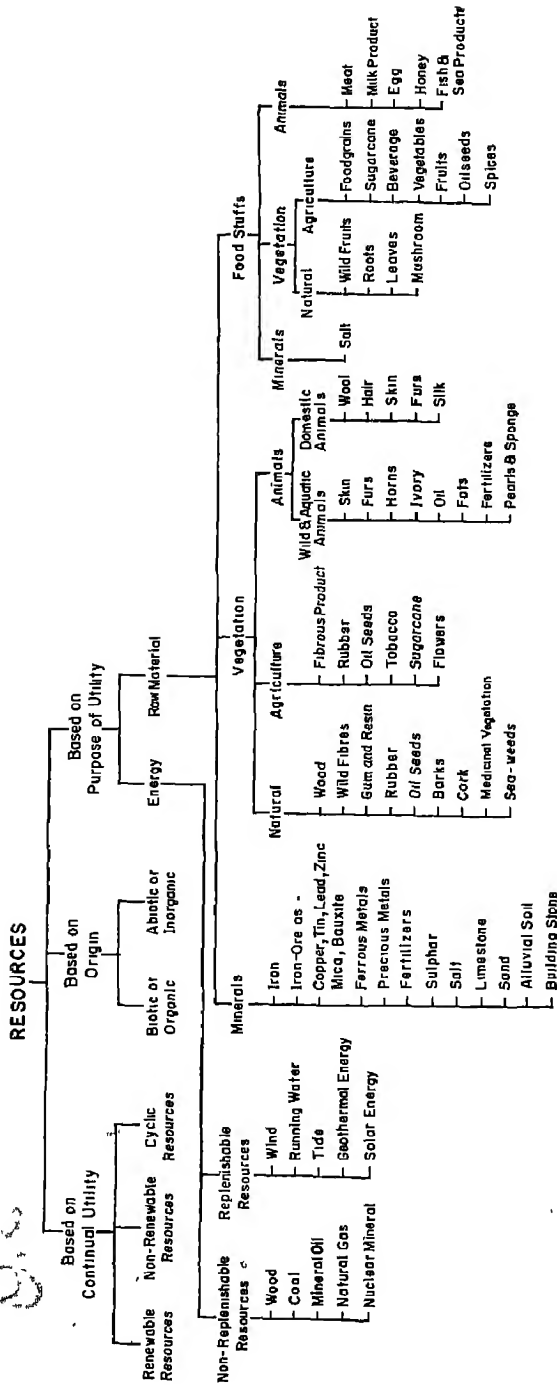 RESOURCES
Based on
Continual Utility
Renewable
Resources
Non-Renewable
Resources
Cyclic
Resources
Based on
Origin
Biotic or
Organic
Abiotic or
Inorganic
Based on
Purpose of Utility
Energy
Raw Material
Non-Replenishable
Resources
Wood
Coal
Mineral Oil
Natural Gas
Nuclear Mineral
Replenishable
Resources
Wind
Running Water
Tide
Geothermal Energy
Solar Energy
Minerals
Iron
Iron-Ore as -
Copper, Tin, Lead, Zinc
Mica, Bauxite
Ferrous Metals
Precious Metals
Fertilizers
Sulphar
Salt
Limestone
Sand
Alluvial Soil
Building Stone
Vegetation
Natural
Wood
Wild Fibres
Gum and Resin
Rubber
Oil Seeds
Barks
Cork
Medicinal Vegetation
Sea-weeds
Agriculture
Fibrous Product
Rubber
Oil Seeds
Tobacco
Sugarcane
Flowers
Animals
Wild & Aquatic
Animals
Skin
Furs
Horns
Ivory
Oil
Fats
Fertilizers
Pearls & Sponge
Domestic
Animals
Wool
Hair
Skin
Furs
Silk
Food Stuffs
Minerals
Salt
Vegetation
Natural
Wild Fruits
Roots
Leaves
Mushroom
Agriculture
Foodgrains
Sugarcane
Beverage
Vegetables
Fruits
Oilseeds
Spices
Animals
Meat
Milk Product
Egg
Honey
Fish &
Sea Products